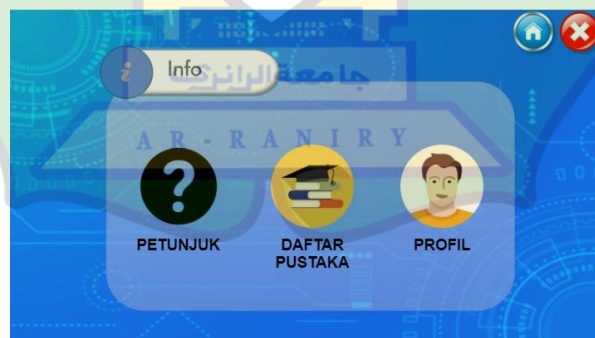 Info
جامعة الرانري
AR-RANIRY
PETUNJUK
DAFTAR
PUSTAKA
PROFIL